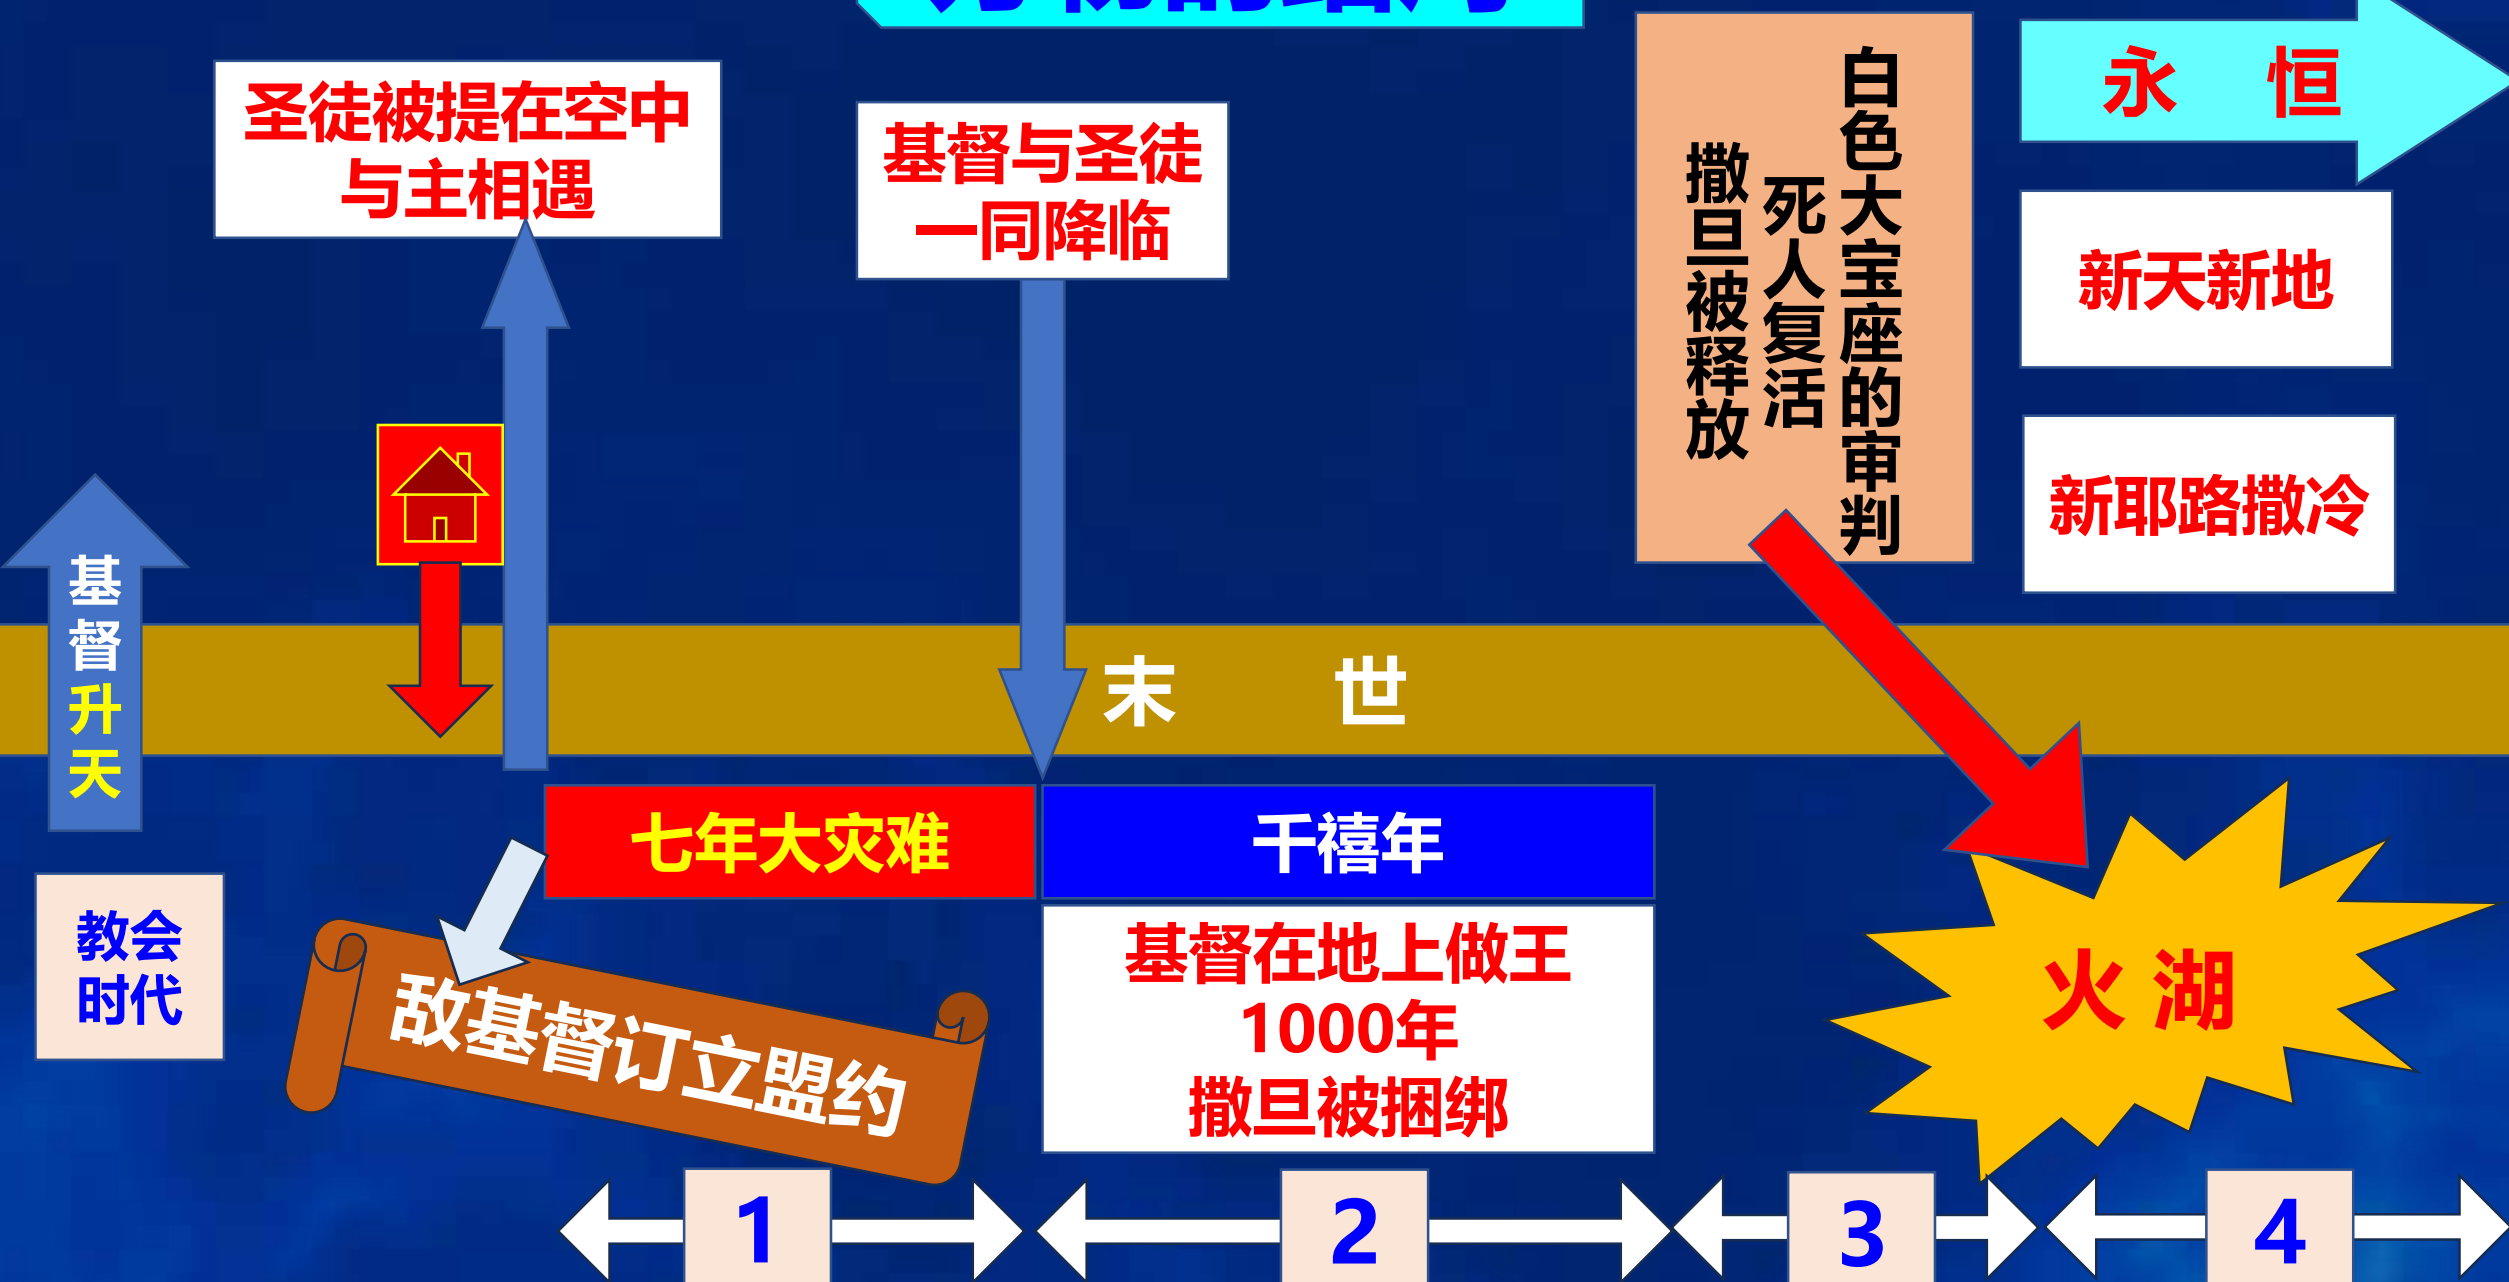 圣徒被提在空中
与主相遇
基督与圣徒
一同降临
白色大宝座的审判
死人复活
撒旦被释放
永 恒
新天新地
新耶路撒冷
基督升天
末 世
七年大灾难
千禧年
教会
时代
敌基督订立盟约
基督在地上做王
1000年
撒旦被捆绑
火 湖
1
2
3
4